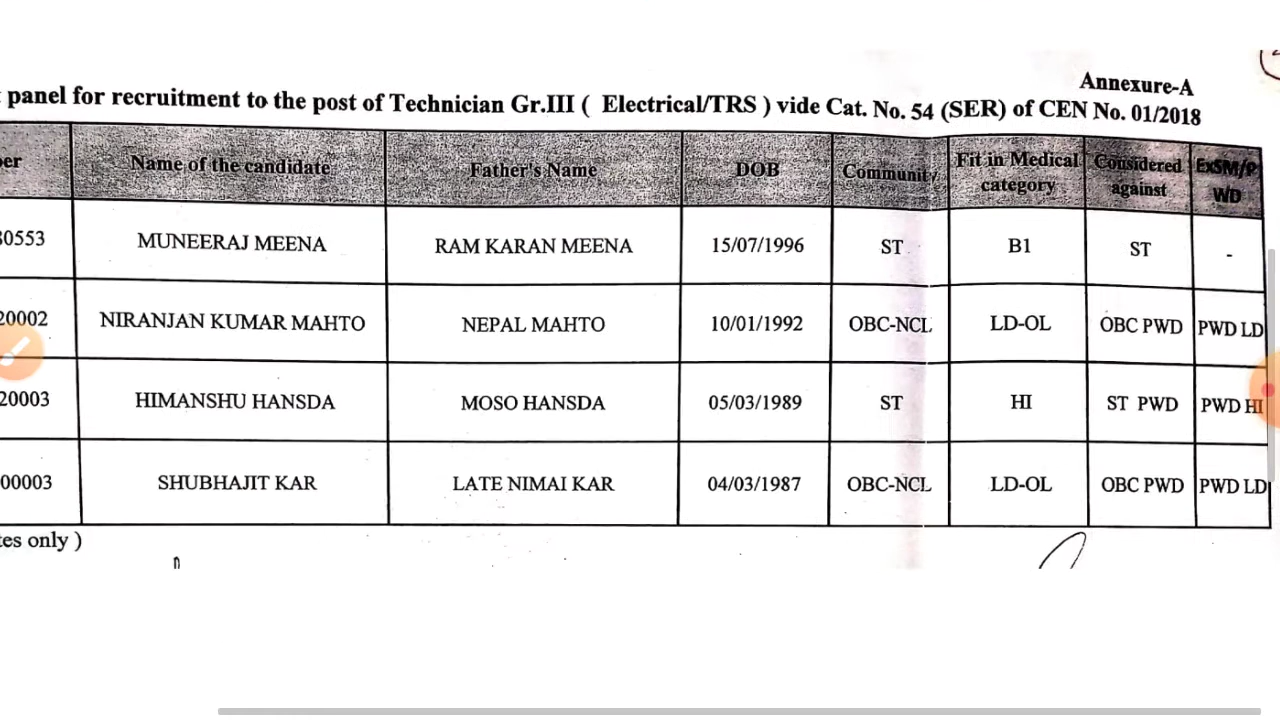 Annexure-A
panel for recruitment to the post of Technician Gr.III ( Electrical/TRS ) vide Cat. No. 54 (SER) of CEN No. 01/2018
Name of the candidate Father's Name DOB Community Fit in Medical category Considered against ExSM/P WD
0553 MUNEERAJ MEENA RAM KARAN MEENA 15/07/1996 ST B1 ST -
20002 NIRANJAN KUMAR MAHTO NEPAL MAHTO 10/01/1992 OBC-NCL LD-OL OBC PWD PWD LD
20003 HIMANSHU HANSDA MOSO HANSDA 05/03/1989 ST HI ST PWD PWD HI
00003 SHUBHAJIT KAR LATE NIMAI KAR 04/03/1987 OBC-NCL LD-OL OBC PWD PWD LD
tes only )